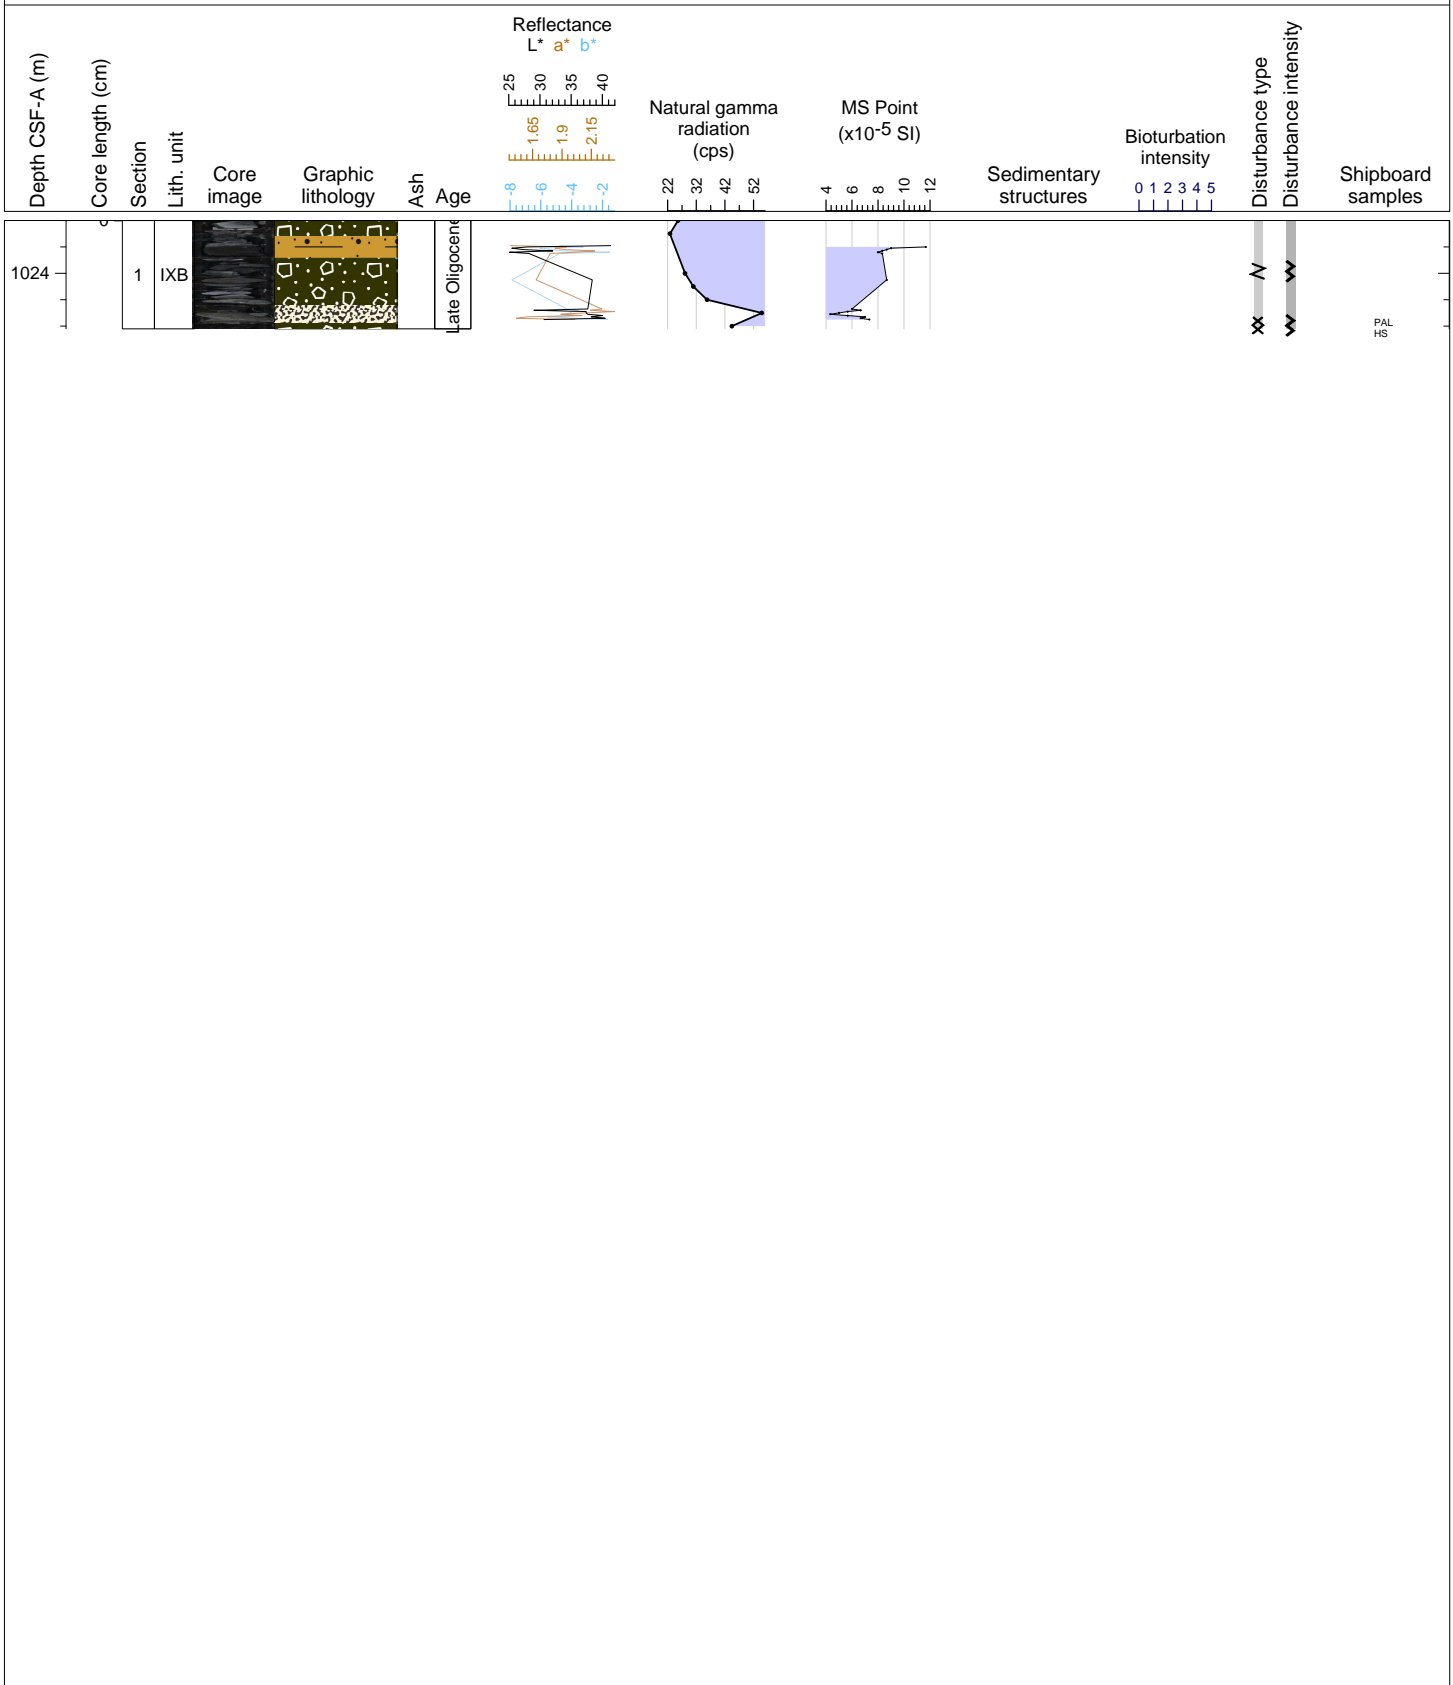 Depth CSF-A (m)
Core length (cm)
Section
Lith. unit
Core
image
Graphic
lithology
Ash
Age
Reflectance
L* a* b*
25 30 35 40
1.65 1.9 2.15
-8 -6 -4 -2
Natural gamma
radiation
(cps)
22 32 42 52
MS Point
(x10-5 SI)
4 6 8 10 12
Sedimentary
structures
Bioturbation
intensity
0 1 2 3 4 5
Disturbance type
Disturbance intensity
Shipboard
samples
1024
1
IXB
Late Oligocene
PAL
HS